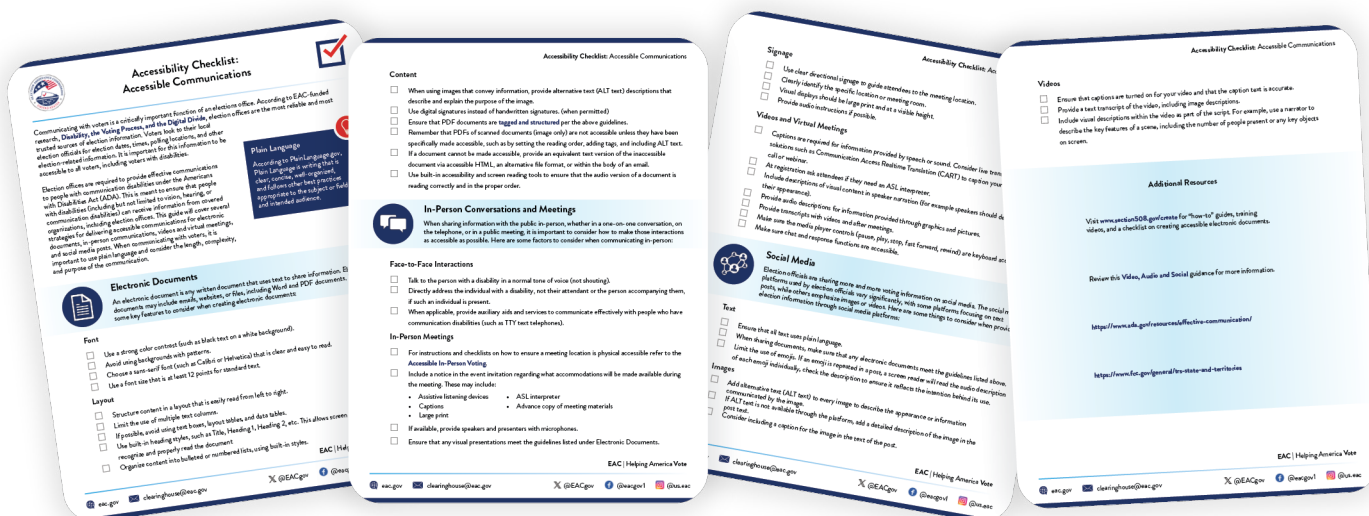 Accessibility Checklist:
Accessible Communications
Communicating with voters is a critically important function of an elections office. According to EAC-funded
research, Disability, the Voting Process, and the Digital Divide, election offices are the most reliable and most
trusted sources of election information. Voters look to their local
election officials for election dates, times, polling locations, and other
election-related information. It is important for this information to be
accessible to all voters, including voters with disabilities.
Election offices are required to provide effective communications
to people with communication disabilities under the Americans
with Disabilities Act (ADA). This is meant to ensure that people
with disabilities (including but not limited to vision, hearing, or
communication disabilities) can receive information from covered
organizations, including election offices. This guide will cover several
strategies for delivering accessible communications for electronic
documents, in-person communications, videos and virtual meetings,
and social media posts. When communicating with voters, it is
important to use plain language and consider the length, complexity,
and purpose of the communication.
Plain Language
According to PlainLanguage.gov,
Plain Language is writing that is
clear, concise, well-organized,
and follows other best practices
appropriate to the subject or field
and intended audience.
Electronic Documents
An electronic document is any written document that uses text to share information. El
documents may include emails, websites, or files, including Word and PDF documents.
some key features to consider when creating electronic documents:
Font
Use a strong color contrast (such as black text on a white background).
Avoid using backgrounds with patterns.
Choose a sans-serif font (such as Calibri or Helvetica) that is clear and easy to read.
Use a font size that is at least 12 points for standard text.
Layout
Structure content in a layout that is easily read from left to right.
Limit the use of multiple text columns.
If possible, avoid using text boxes, layout tables, and data tables.
Use built-in heading styles, such as Title, Heading 1, Heading 2, etc. This allows screen
recognize and properly read the document
Organize content into bulleted or numbered lists, using built-in styles.
EAC | Help
eac.gov clearinghouse@eac.gov @EACgov @eacg
Accessibility Checklist: Accessible Communications
Content
When using images that convey information, provide alternative text (ALT text) descriptions that
describe and explain the purpose of the image.
Use digital signatures instead of handwritten signatures. (when permitted)
Ensure that PDF documents are tagged and structured per the above guidelines.
Remember that PDFs of scanned documents (image only) are not accessible unless they have been
specifically made accessible, such as by setting the reading order, adding tags, and including ALT text.
If a document cannot be made accessible, provide an equivalent text version of the inaccessible
document via accessible HTML, an alternative file format, or within the body of an email.
Use built-in accessibility and screen reading tools to ensure that the audio version of a document is
reading correctly and in the proper order.
In-Person Conversations and Meetings
When sharing information with the public in-person, whether in a one-on-one conversation, on
the telephone, or in a public meeting, it is important to consider how to make those interactions
as accessible as possible. Here are some factors to consider when communicating in-person:
Face-to-Face Interactions
Talk to the person with a disability in a normal tone of voice (not shouting).
Directly address the individual with a disability, not their attendant or the person accompanying them,
if such an individual is present.
When applicable, provide auxiliary aids and services to communicate effectively with people who have
communication disabilities (such as TTY text telephones).
In-Person Meetings
For instructions and checklists on how to ensure a meeting location is physical accessible refer to the
Accessible In-Person Voting.
Include a notice in the event invitation regarding what accommodations will be made available during
the meeting. These may include:
• Assistive listening devices • ASL interpreter
• Captions • Advance copy of meeting materials
• Large print
If available, provide speakers and presenters with microphones.
Ensure that any visual presentations meet the guidelines listed under Electronic Documents.
EAC | Helping America Vote
eac.gov clearinghouse@eac.gov @EACgov @eacgov1 @us.eac
Accessibility Checklist: Ac
Signage
Use clear directional signage to guide attendees to the meeting location.
Clearly identify the specific location or meeting room.
Visual displays should be large print and at a visible height.
Provide audio instructions if possible.
Videos and Virtual Meetings
Captions are required for information provided by speech or sound. Consider live trans
solutions such as Communication Access Realtime Translation (CART) to caption your
call or webinar.
At registration ask attendees if they need an ASL interpreter.
Include descriptions of visual content in speaker narration (for example speakers should de
their appearance).
Provide audio descriptions for information provided through graphics and pictures.
Provide transcripts with videos and after meetings.
Make sure the media player controls (pause, play, stop, fast forward, rewind) are keyboard acc
Make sure chat and response functions are accessible.
Social Media
Election officials are sharing more and more voting information on social media. The social m
platforms used by election officials vary significantly, with some platforms focusing on text
posts, while others emphasize images or videos. Here are some things to consider when provid
election information through social media platforms:
Text
Ensure that all text uses plain language.
When sharing documents, make sure that any electronic documents meet the guidelines listed above.
Limit the use of emojis. If an emoji is repeated in a post, a screen reader will read the audio description
of each emoji individually, check the description to ensure it reflects the intention behind its use.
Images
Add alternative text (ALT text) to every image to describe the appearance or information
communicated by the image.
If ALT text is not available through the platform, add a detailed description of the image in the
post text.
Consider including a caption for the image in the text of the post.
EAC | Helping America Vote
clearinghouse@eac.gov @EACgov @eacgov1 @us.eac
Accessibility Checklist: Accessible Communications
Videos
Ensure that captions are turned on for your video and that the caption text is accurate.
Provide a text transcript of the video, including image descriptions.
Include visual descriptions within the video as part of the script. For example, use a narrator to
describe the key features of a scene, including the number of people present or any key objects
on screen.
Additional Resources
Visit www.section508.gov/create for "how-to" guides, training
videos, and a checklist on creating accessible electronic documents.
Review this Video, Audio and Social guidance for more information.
https://www.ada.gov/resources/effective-communication/
https://www.fcc.gov/general/trs-state-and-territories
EAC | Helping America Vote
eac.gov clearinghouse@eac.gov @EACgov @eacgov1 @us.eac